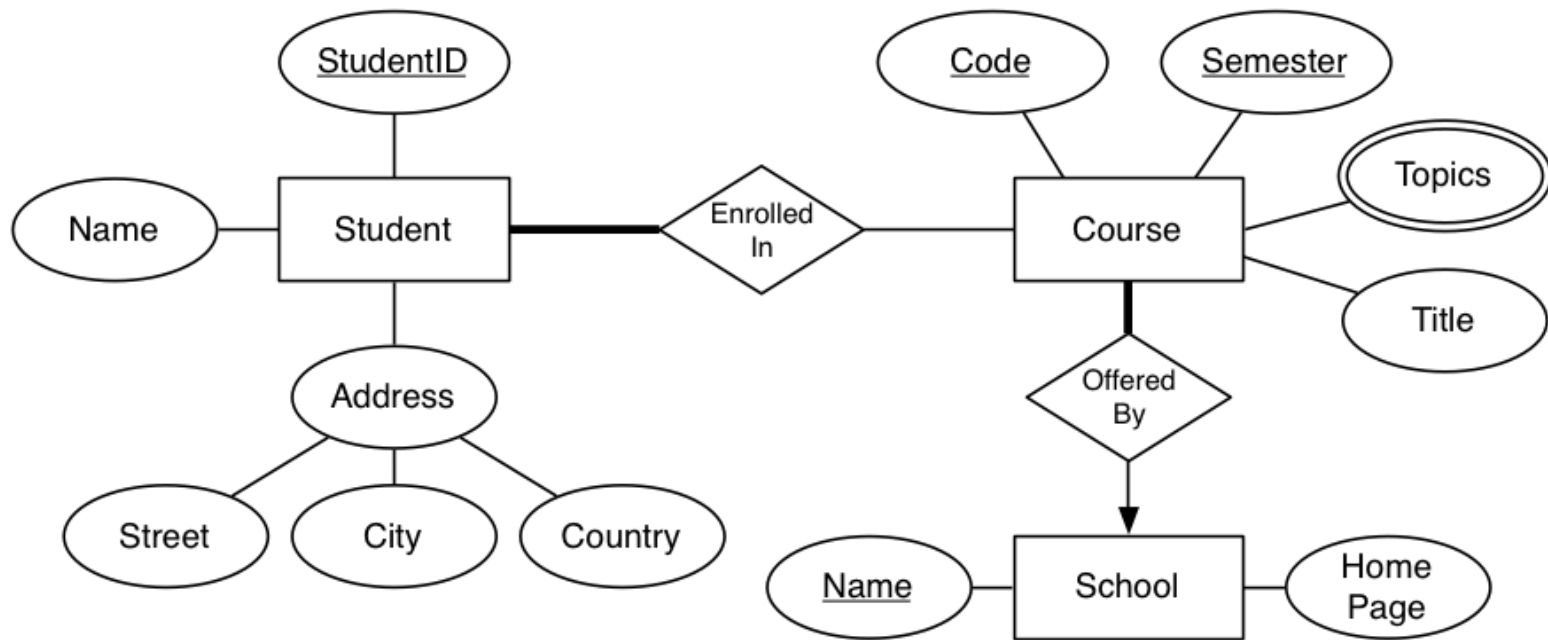 StudentID
Code
Semester
Topics
Name
Student
Enrolled
In
Course
Title
Address
Offered
By
Street
City
Country
Name
School
Home
Page